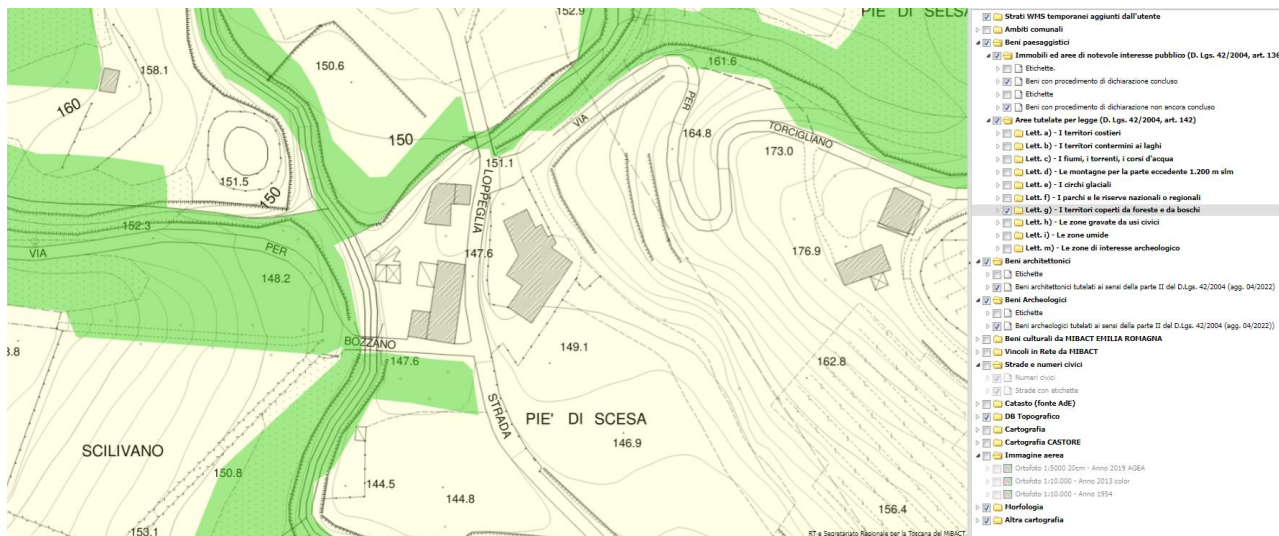 152.9
PIE' DI SELSA
158.1
150.6
161.6
160
PER
150
164.8
VIA
TORCIGLIANO
173.0
151.1
LOPPEGLIA
151.5
150
152.3
VIA
PER
147.6
176.9
148.2
BOZZANO
147.6
149.1
162.8
3.8
STRADA
PIE' DI SCESA
146.9
SCILIVANO
150.8
144.5
144.8
156.4
153.1
RT e Secretariato Regionale per la Toscana del MIBACT
Strati WMS temporanei aggiunti dall'utente
Ambiti comunali
Beni paesaggistici
Immobili ed aree di notevole interesse pubblico (D. Lgs. 42/2004, art. 136
Etichette.
Beni con procedimento di dichiarazione concluso
Etichette
Beni con procedimento di dichiarazione non ancora concluso
Aree tutelate per legge (D. Lgs. 42/2004, art. 142)
Lett. a) - I territori costieri
Lett. b) - I territori contermini ai laghi
Lett. c) - I fiumi, i torrenti, i corsi d'acqua
Lett. d) - Le montagne per la parte eccedente 1.200 m slm
Lett. e) - I circhi glaciali
Lett. f) - I parchi e le riserve nazionali o regionali
Lett. g) - I territori coperti da foreste e da boschi
Lett. h) - Le zone gravate da usi civici
Lett. i) - Le zone umide
Lett. m) - Le zone di interesse archeologico
Beni architettonici
Etichette
Beni architettonici tutelati ai sensi della parte II del D.Lgs. 42/2004 (agg. 04/2022)
Beni Archeologici
Etichette
Beni archeologici tutelati ai sensi della parte II del D.Lgs. 42/2004 (agg. 04/2022))
Beni culturali da MIBACT EMILIA ROMAGNA
Vincoli in Rete da MIBACT
Strade e numeri civici
Numeri civici
Strade con etichette
Catasto (fonte AdE)
DB Topografico
Cartografia
Cartografia CASTORE
Immagine aerea
Ortofoto 1:5000 20cm - Anno 2019 AGEA
Ortofoto 1:10.000 - Anno 2013 color
Ortofoto 1:10.000 - Anno 1954
Morfologia
Altra cartografia